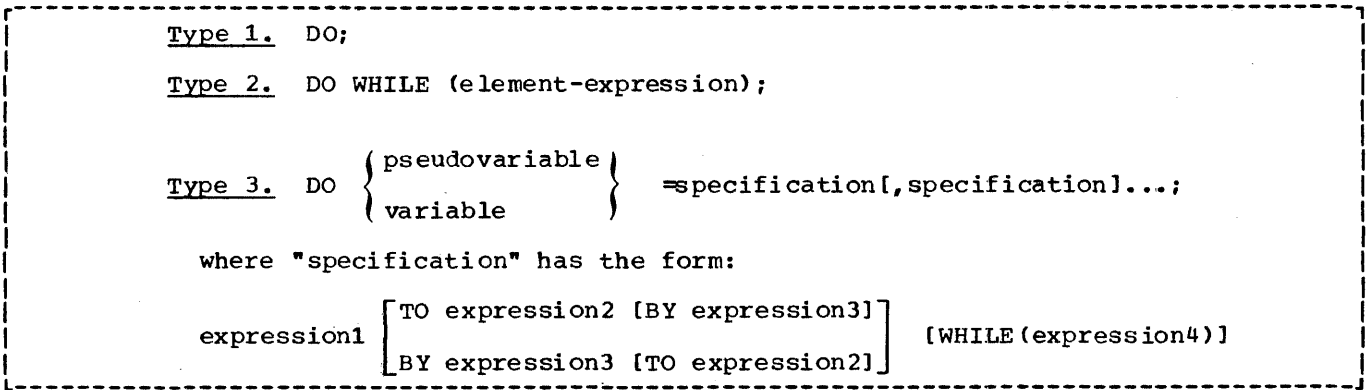 Type 1. DO;
Type 2. DO WHILE (element-expression);
pseudovariable
Type 3. DO =specification[,specification]...;
variable
where "specification" has the form:
TO expression2 [BY expression3]
expression1 [WHILE(expression4)]
BY expression3 [TO expression2]